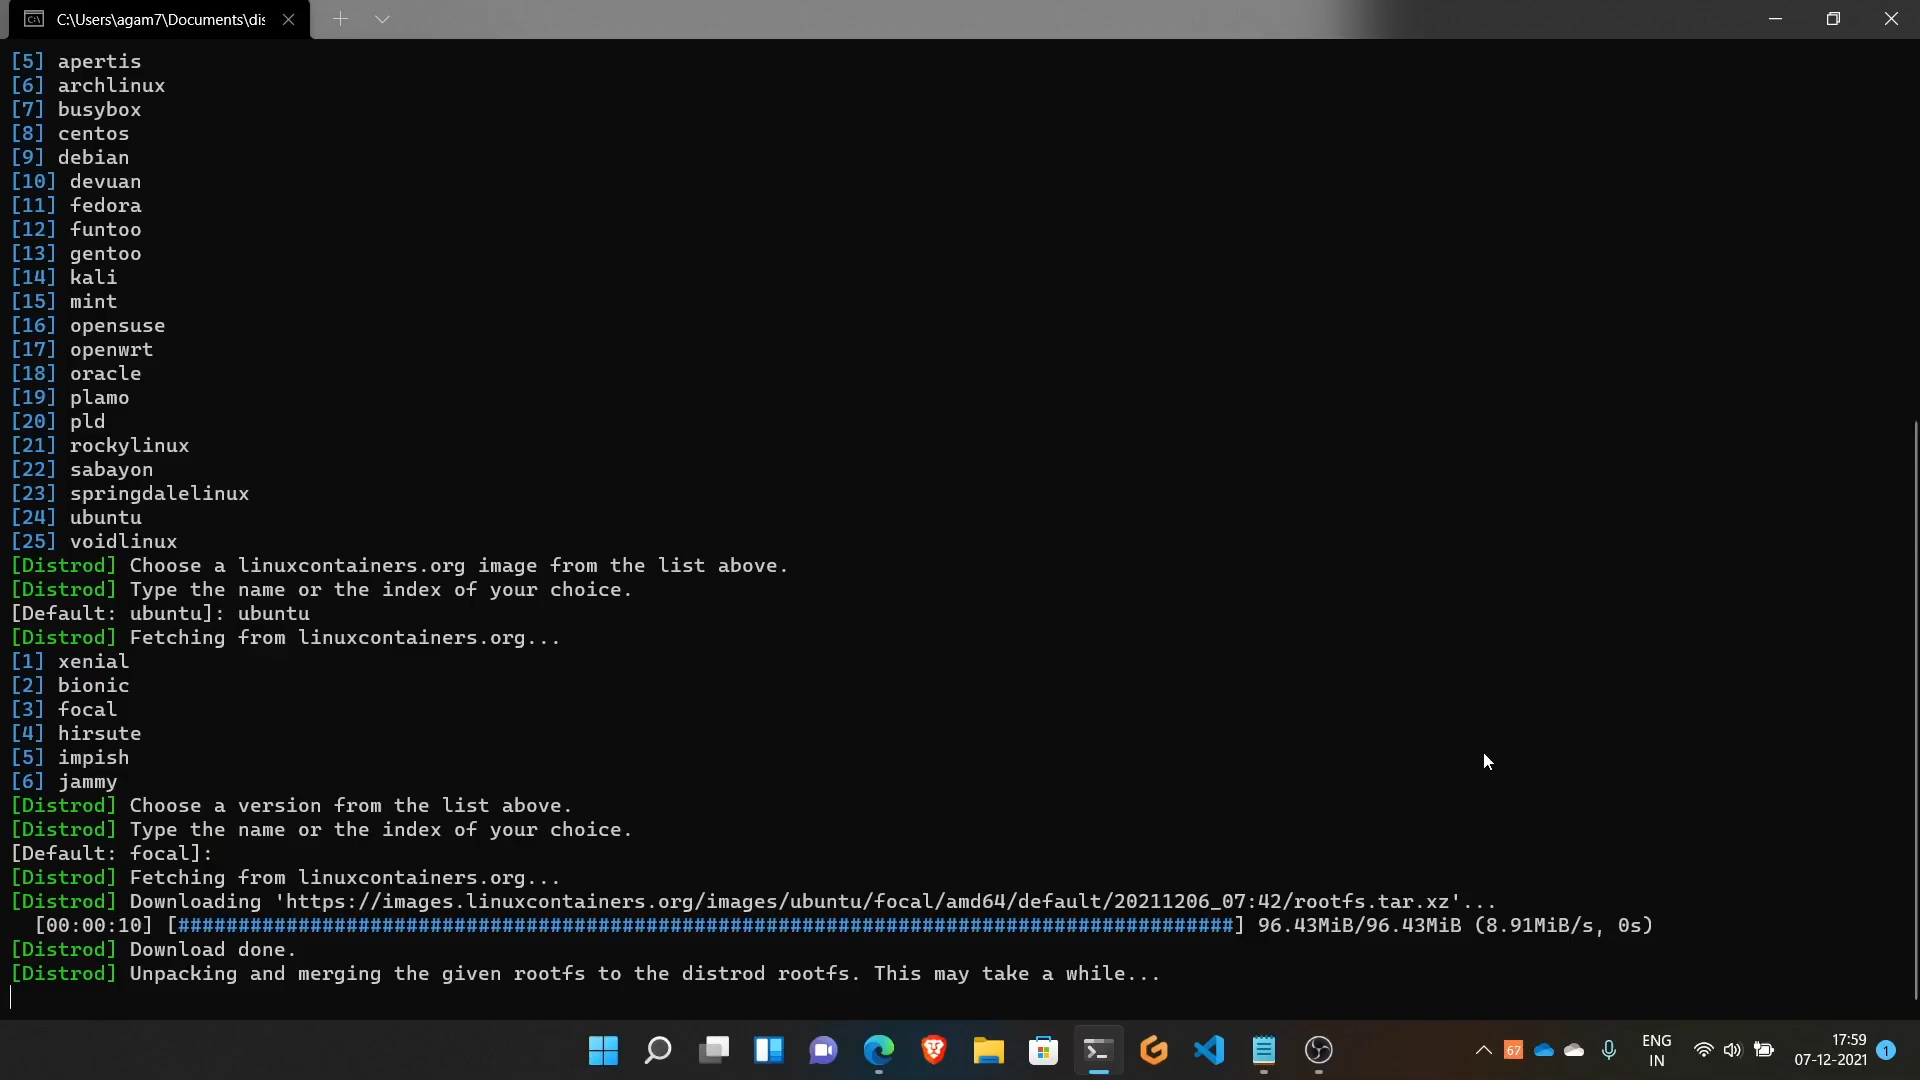 C:\Users\agam7\Documents\dis
[5] apertis
[6] archlinux
[7] busybox
[8] centos
[9] debian
[10] devuan
[11] fedora
[12] funtoo
[13] gentoo
[14] kali
[15] mint
[16] opensuse
[17] openwrt
[18] oracle
[19] plamo
[20] pld
[21] rockylinux
[22] sabayon
[23] springdalelinux
[24] ubuntu
[25] voidlinux
[Distrod] Choose a linuxcontainers.org image from the list above.
[Distrod] Type the name or the index of your choice.
[Default: ubuntu]: ubuntu
[Distrod] Fetching from linuxcontainers.org...
[1] xenial
[2] bionic
[3] focal
[4] hirsute
[5] impish
[6] jammy
[Distrod] Choose a version from the list above.
[Distrod] Type the name or the index of your choice.
[Default: focal]:
[Distrod] Fetching from linuxcontainers.org...
[Distrod] Downloading 'https://images.linuxcontainers.org/images/ubuntu/focal/amd64/default/20211206_07:42/rootfs.tar.xz'...
[00:00:10] [########################################################################################] 96.43MiB/96.43MiB (8.91MiB/s, 0s)
[Distrod] Download done.
[Distrod] Unpacking and merging the given rootfs to the distrod rootfs. This may take a while...
67
ENG
IN
17:59
07-12-2021
1